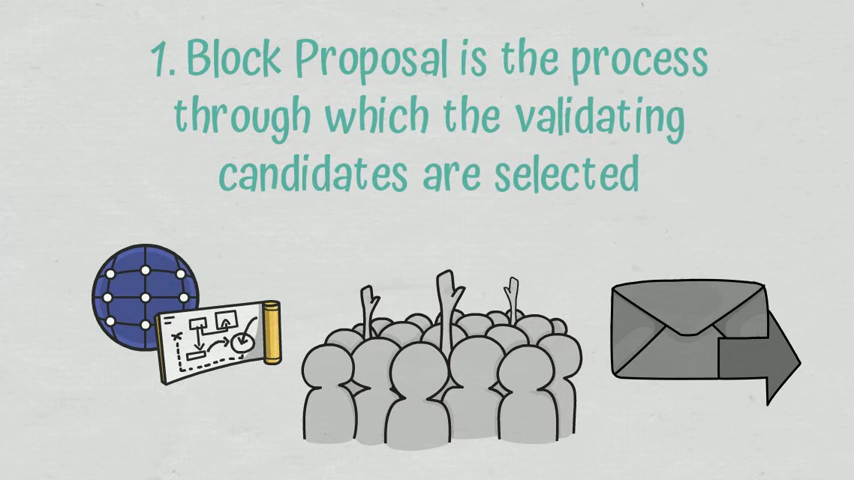 1. Block Proposal is the process
through which the validating
candidates are selected